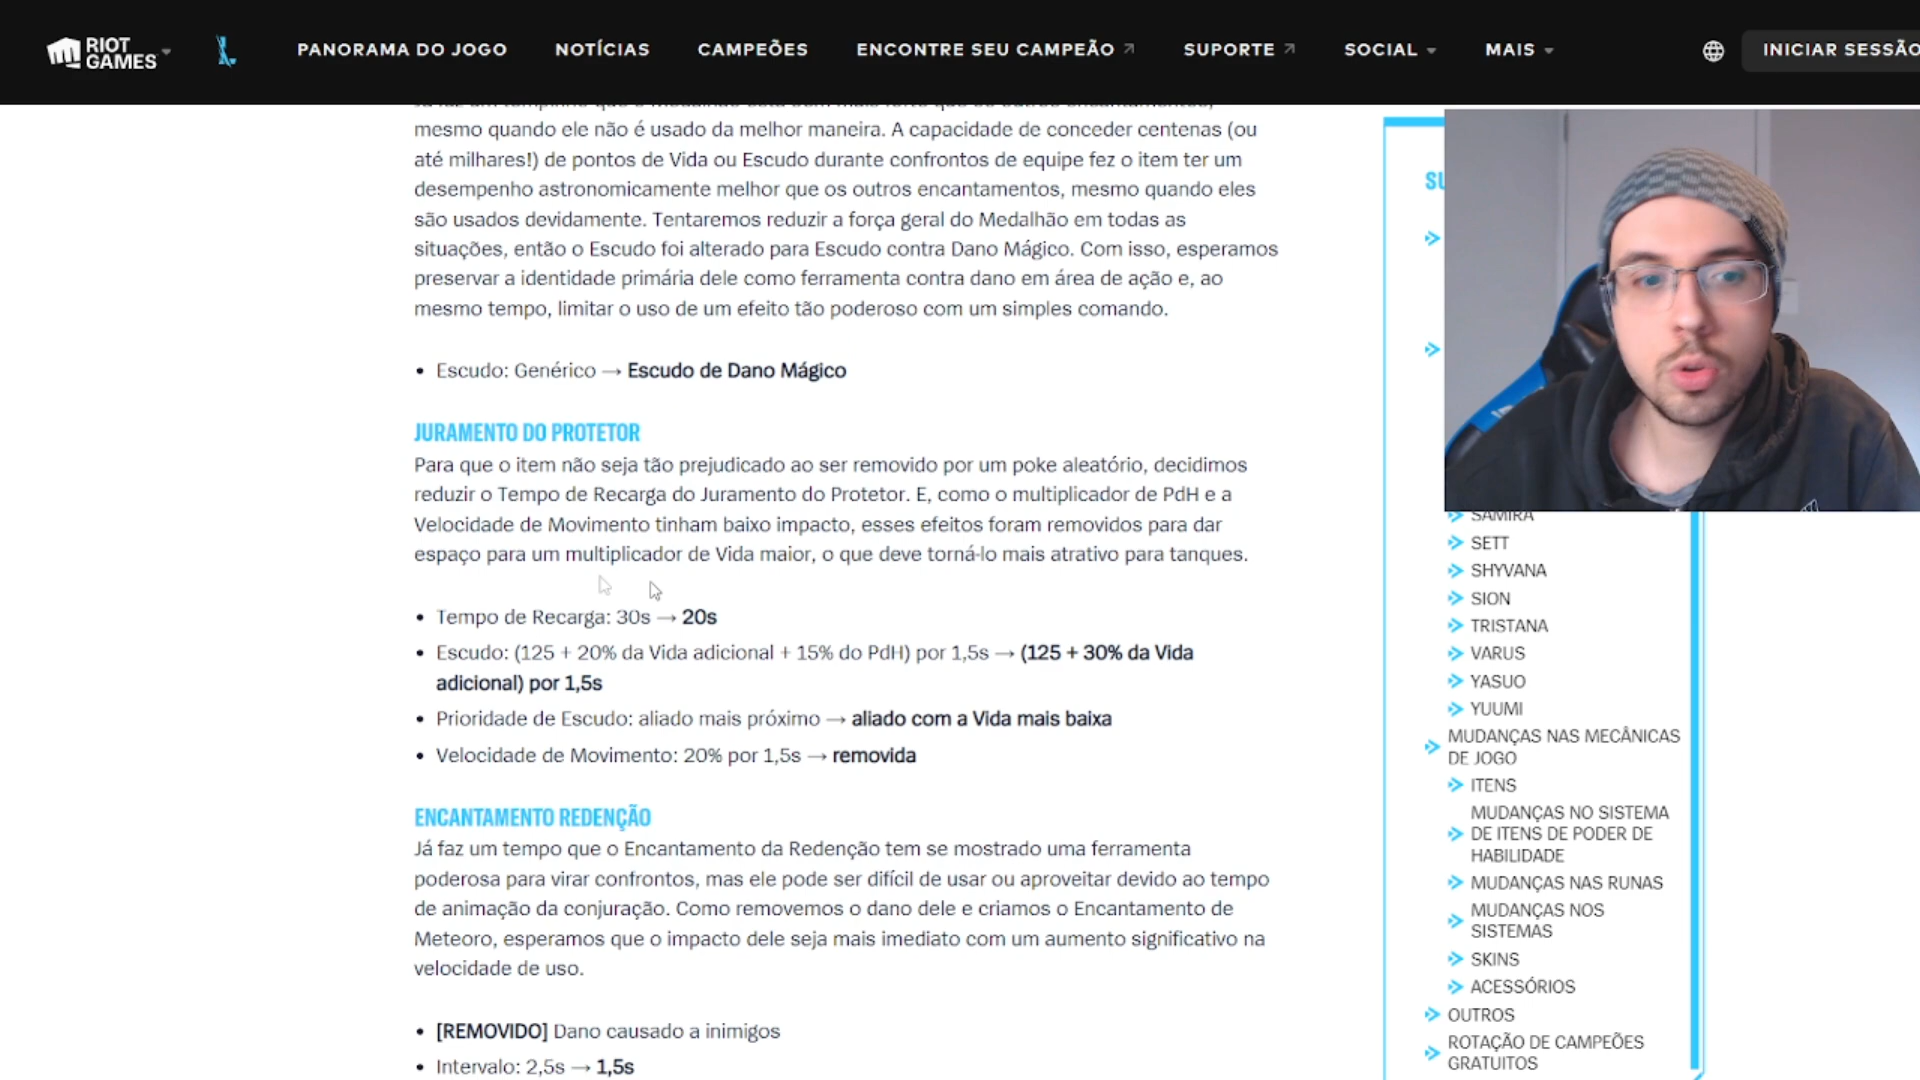 RIOT
GAMES
PANORAMA DO JOGO
NOTÍCIAS
CAMPEÕES
ENCONTRE SEU CAMPEÃO
SUPORTE
SOCIAL
MAIS
INICIAR SESSÃO
mesmo quando ele não é usado da melhor maneira. A capacidade de conceder centenas (ou
até milhares!) de pontos de Vida ou Escudo durante confrontos de equipe fez o item ter um
desempenho astronomicamente melhor que os outros encantamentos, mesmo quando eles
são usados devidamente. Tentaremos reduzir a força geral do Medalhão em todas as
situações, então o Escudo foi alterado para Escudo contra Dano Mágico. Com isso, esperamos
preservar a identidade primária dele como ferramenta contra dano em área de ação e, ao
mesmo tempo, limitar o uso de um efeito tão poderoso com um simples comando.
• Escudo: Genérico → Escudo de Dano Mágico
JURAMENTO DO PROTETOR
Para que o item não seja tão prejudicado ao ser removido por um poke aleatório, decidimos
reduzir o Tempo de Recarga do Juramento do Protetor. E, como o multiplicador de PdH e a
Velocidade de Movimento tinham baixo impacto, esses efeitos foram removidos para dar
espaço para um multiplicador de Vida maior, o que deve torná-lo mais atrativo para tanques.
• Tempo de Recarga: 30s → 20s
• Escudo: (125 + 20% da Vida adicional + 15% do PdH) por 1,5s → (125 + 30% da Vida
adicional) por 1,5s
• Prioridade de Escudo: aliado mais próximo → aliado com a Vida mais baixa
• Velocidade de Movimento: 20% por 1,5s → removida
ENCANTAMENTO REDENÇÃO
Já faz um tempo que o Encantamento da Redenção tem se mostrado uma ferramenta
poderosa para virar confrontos, mas ele pode ser difícil de usar ou aproveitar devido ao tempo
de animação da conjuração. Como removemos o dano dele e criamos o Encantamento de
Meteoro, esperamos que o impacto dele seja mais imediato com um aumento significativo na
velocidade de uso.
• [REMOVIDO] Dano causado a inimigos
• Intervalo: 2,5s → 1,5s
SAMIRA
SETT
SHYVANA
SION
TRISTANA
VARUS
YASUO
YUUMI
MUDANÇAS NAS MECÂNICAS
DE JOGO
ITENS
MUDANÇAS NO SISTEMA
DE ITENS DE PODER DE
HABILIDADE
MUDANÇAS NAS RUNAS
MUDANÇAS NOS
SISTEMAS
SKINS
ACESSÓRIOS
OUTROS
ROTAÇÃO DE CAMPEÕES
GRATUITOS